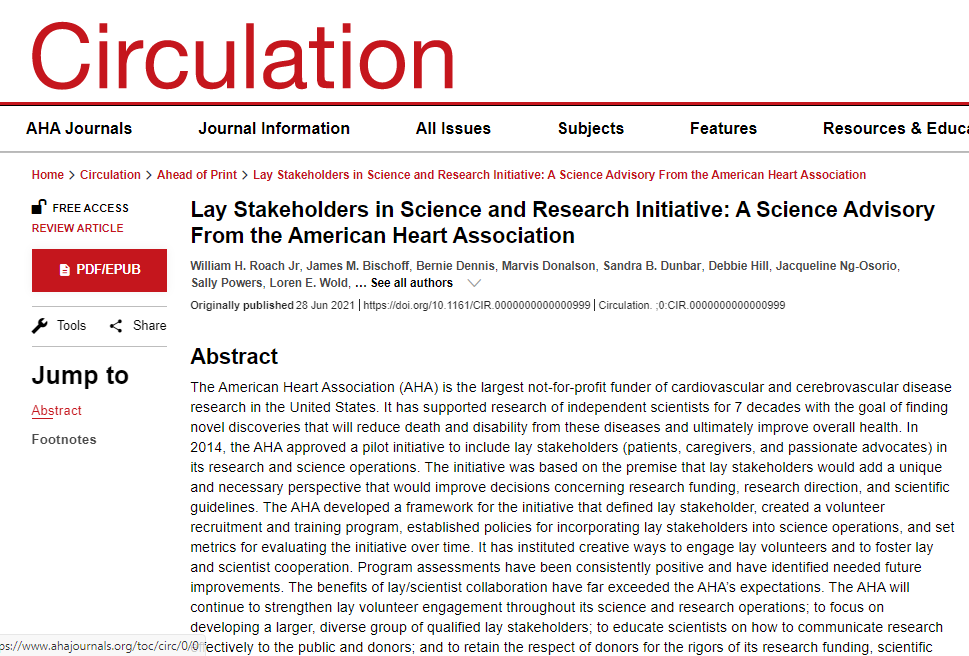 Circulation
AHA Journals Journal Information All Issues Subjects Features Resources & Educa
Home > Circulation > Ahead of Print > Lay Stakeholders in Science and Research Initiative: A Science Advisory From the American Heart Association
FREE ACCESS
REVIEW ARTICLE
PDF/EPUB
Tools Share
Jump to
Abstract
Footnotes
Lay Stakeholders in Science and Research Initiative: A Science Advisory
From the American Heart Association
William H. Roach Jr, James M. Bischoff, Bernie Dennis, Marvis Donalson, Sandra B. Dunbar, Debbie Hill, Jacqueline Ng-Osorio,
Sally Powers, Loren E. Wold, ... See all authors
Originally published 28 Jun 2021 | https://doi.org/10.1161/CIR.0000000000000999 | Circulation. ;0:CIR.0000000000000999
Abstract
The American Heart Association (AHA) is the largest not-for-profit funder of cardiovascular and cerebrovascular disease
research in the United States. It has supported research of independent scientists for 7 decades with the goal of finding
novel discoveries that will reduce death and disability from these diseases and ultimately improve overall health. In
2014, the AHA approved a pilot initiative to include lay stakeholders (patients, caregivers, and passionate advocates) in
its research and science operations. The initiative was based on the premise that lay stakeholders would add a unique
and necessary perspective that would improve decisions concerning research funding, research direction, and scientific
guidelines. The AHA developed a framework for the initiative that defined lay stakeholder, created a volunteer
recruitment and training program, established policies for incorporating lay stakeholders into science operations, and set
metrics for evaluating the initiative over time. It has instituted creative ways to engage lay volunteers and to foster lay
and scientist cooperation. Program assessments have been consistently positive and have identified needed future
improvements. The benefits of lay/scientist collaboration have far exceeded the AHA's expectations. The AHA will
continue to strengthen lay volunteer engagement throughout its science and research operations; to focus on
developing a larger, diverse group of qualified lay stakeholders; to educate scientists on how to communicate research
fectively to the public and donors; and to retain the respect of donors for the rigors of its research funding, scientific
ps://www.ahajournals.org/toc/circ/0/0